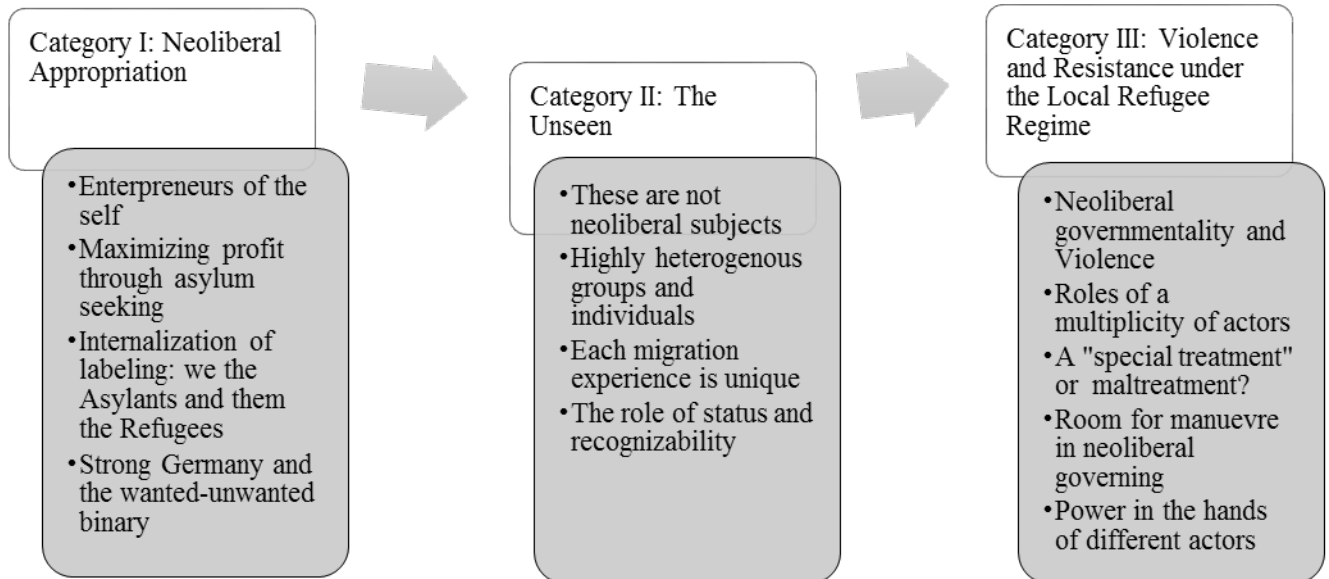 Category I: Neoliberal
Appropriation
•Enterpreneurs of the
self
•Maximizing profit
through asylum
seeking
•Internalization of
labeling: we the
Asylants and them
the Refugees
•Strong Germany and
the wanted-unwanted
binary
Category II: The
Unseen
•These are not
neoliberal subjects
•Highly heterogenous
groups and
individuals
•Each migration
experience is unique
•The role of status and
recognizability
Category III: Violence
and Resistance under
the Local Refugee
Regime
•Neoliberal
governmentality and
Violence
•Roles of a
multiplicity of actors
•A "special treatment"
or maltreatment?
•Room for manuevre
in neoliberal
governing
•Power in the hands
of different actors